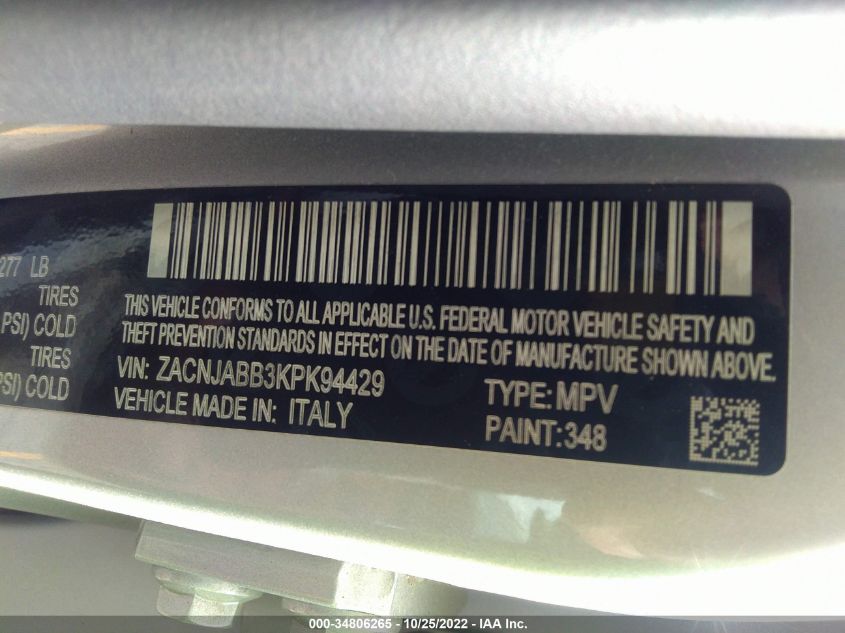 277 LB
TIRES
PSI) COLD
TIRES
PSI) COLD
THIS VEHICLE CONFORMS TO ALL APPLICABLE U.S. FEDERAL MOTOR VEHICLE SAFETY AND
THEFT PREVENTION STANDARDS IN EFFECT ON THE DATE OF MANUFACTURE SHOWN ABOVE.
VIN: ZACNJABB3KPK94429
TYPE: MPV
VEHICLE MADE IN: ITALY
PAINT: 348
000-34806265 - 10/25/2022 - IAA Inc.